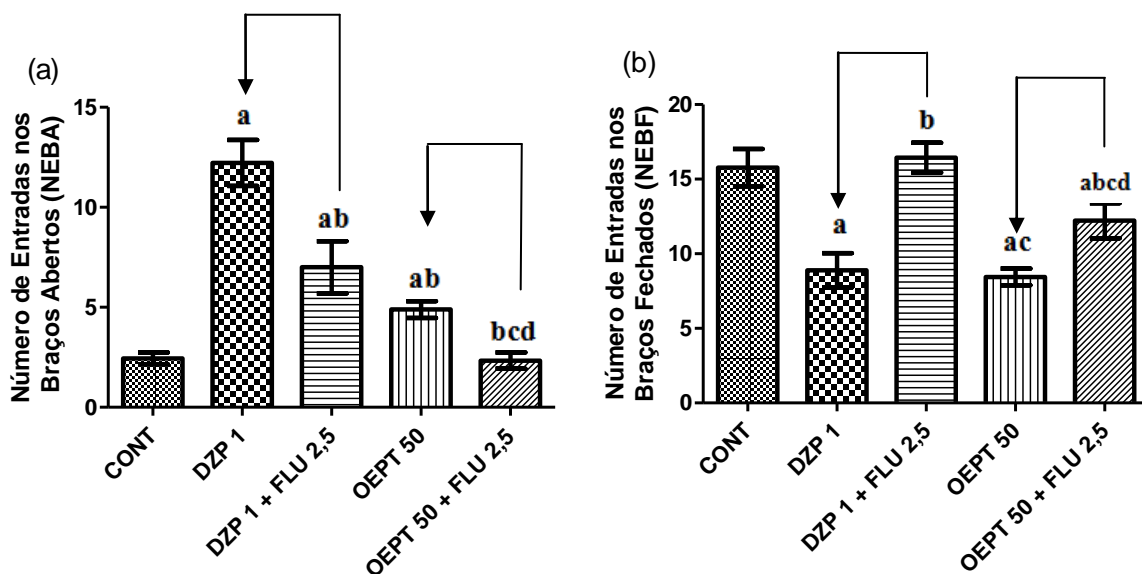 (a)
Número de Entradas nos
Braços Abertos (NEBA)
15
10
5
0
a
ab
ab
bcd
CONT
DZP 1
DZP 1 + FLU 2,5
OEPT 50
OEPT 50 + FLU 2,5
(b)
Número de Entradas nos
Braços Fechados (NEBF)
20
15
10
5
0
a
b
ac
abcd
CONT
DZP 1
DZP 1 + FLU 2,5
OEPT 50
OEPT 50 + FLU 2,5